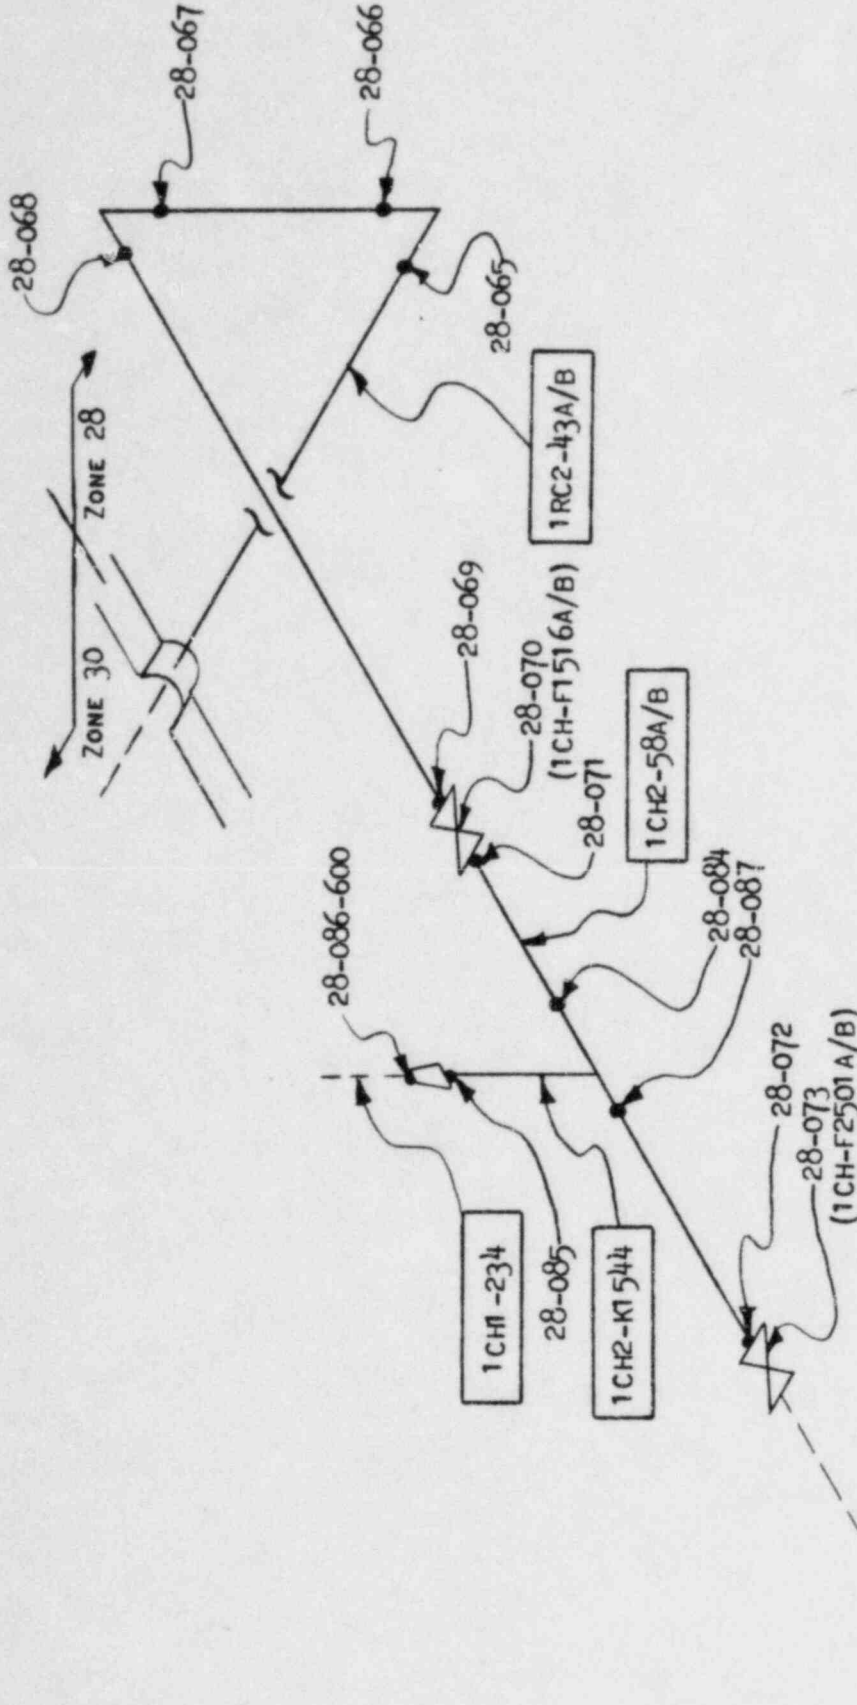 28-068
28-067
28-066
28-065
ZONE 30
ZONE 28
1RC2-43A/B
28-069
28-070
(1CH-F1516A/B)
28-071
1CH2-58A/B
28-086-600
28-084
28-087
1CH1-234
28-085
1CH2-K1544
28-072
28-073
(1CH-F2501A/B)